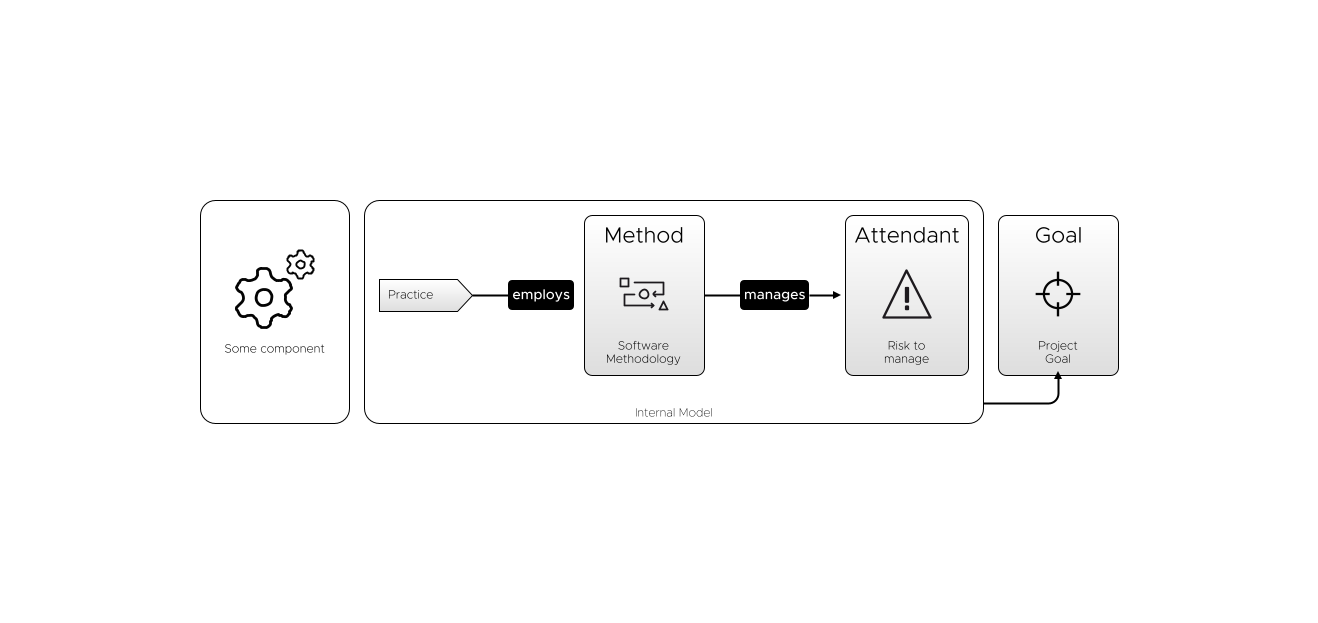 Some component
Practice
employs
Method
Software
Methodology
manages
Attendant
Risk to
manage
Internal Model
Goal
Project
Goal